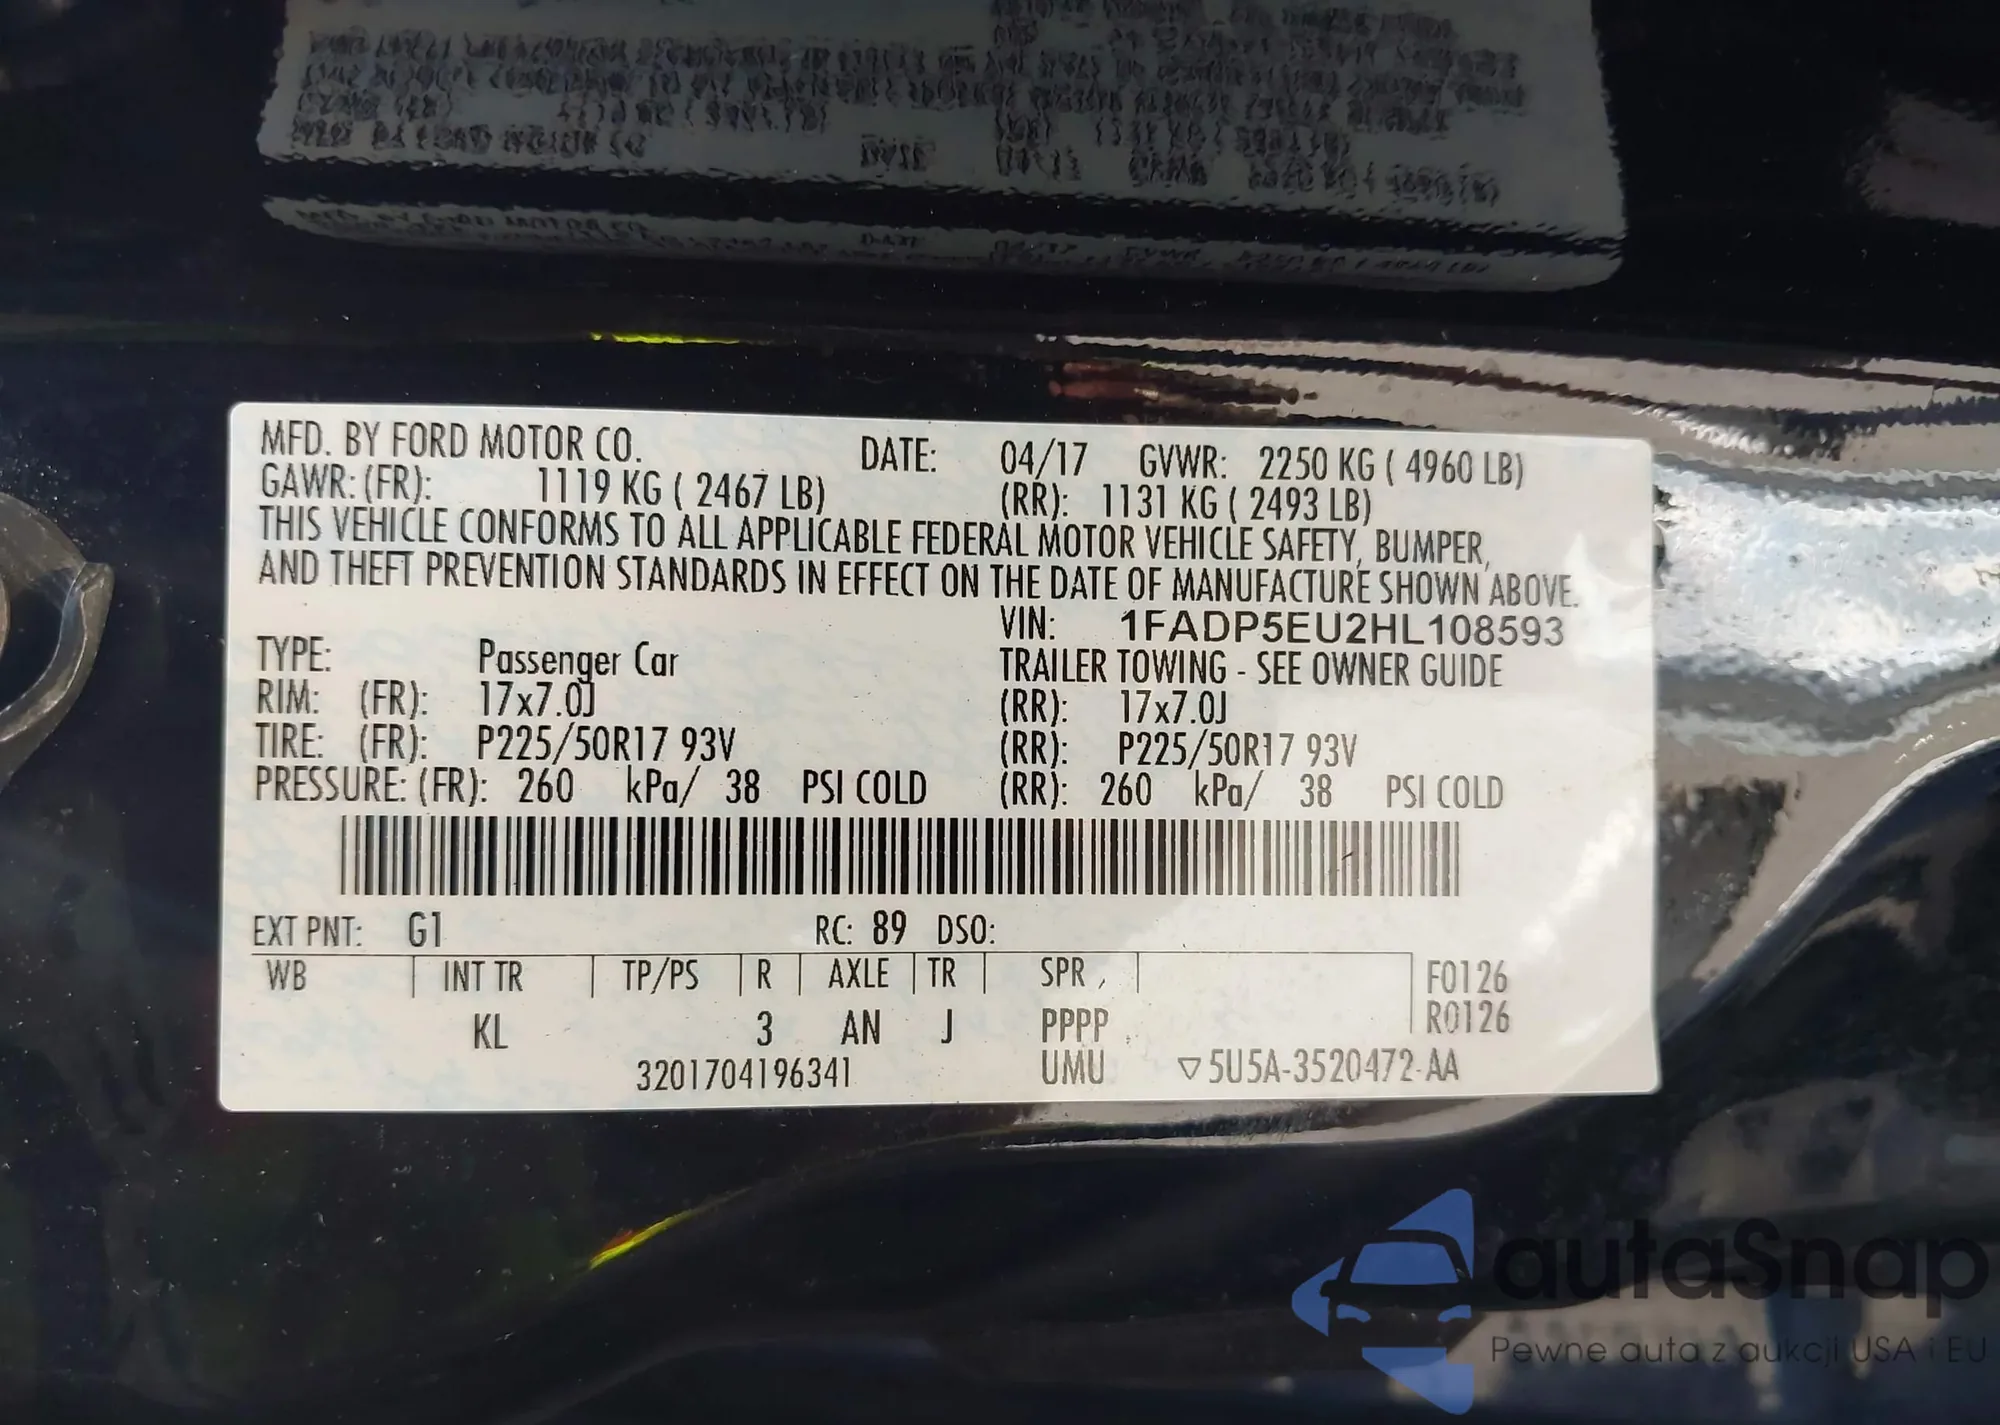 MFD. BY FORD MOTOR CO. DATE: 04/17 GVWR: 2250 KG ( 4960 LB)
GAWR: (FR): 1119 KG ( 2467 LB) (RR): 1131 KG ( 2493 LB)
THIS VEHICLE CONFORMS TO ALL APPLICABLE FEDERAL MOTOR VEHICLE SAFETY, BUMPER,
AND THEFT PREVENTION STANDARDS IN EFFECT ON THE DATE OF MANUFACTURE SHOWN ABOVE.
VIN: 1FADP5EU2HL108593
TYPE: Passenger Car TRAILER TOWING - SEE OWNER GUIDE
RIM: (FR): 17x7.0J (RR): 17x7.0J
TIRE: (FR): P225/50R17 93V (RR): P225/50R17 93V
PRESSURE: (FR): 260 kPa/ 38 PSI COLD (RR): 260 kPa/ 38 PSI COLD
EXT PNT: G1 RC: 89 DSO:
WB INT TR TP/PS R AXLE TR SPR F0126
R0126
KL 3 AN J PPPP
3201704196341 UMU ▽5U5A-3520472-AA
autaSnap
Pewne auta z aukcji USA i EU